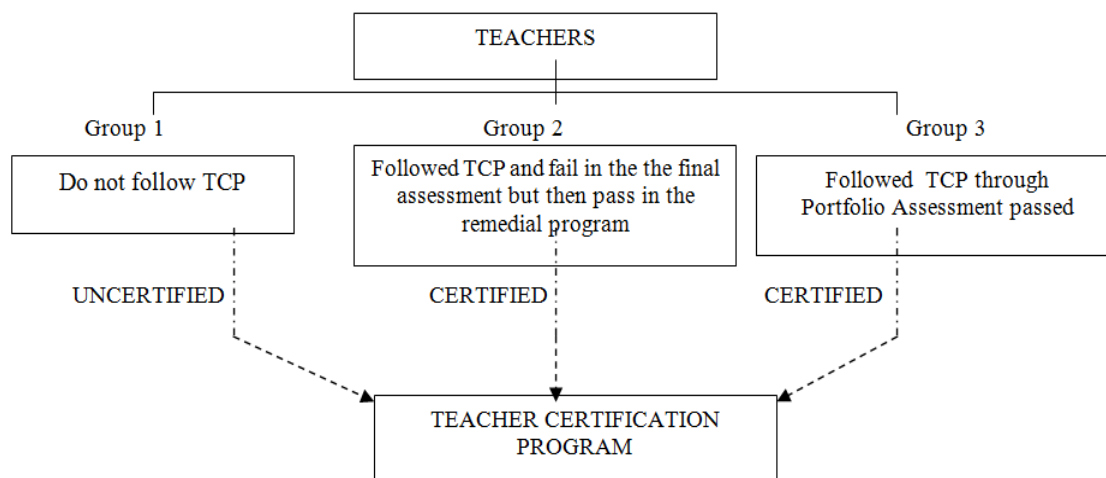 TEACHERS
Group 1
Group 2
Group 3
Do not follow TCP
Followed TCP and fail in the the final
assessment but then pass in the
remedial program
Followed TCP through
Portfolio Assessment passed
UNCERTIFIED
CERTIFIED
CERTIFIED
TEACHER CERTIFICATION
PROGRAM